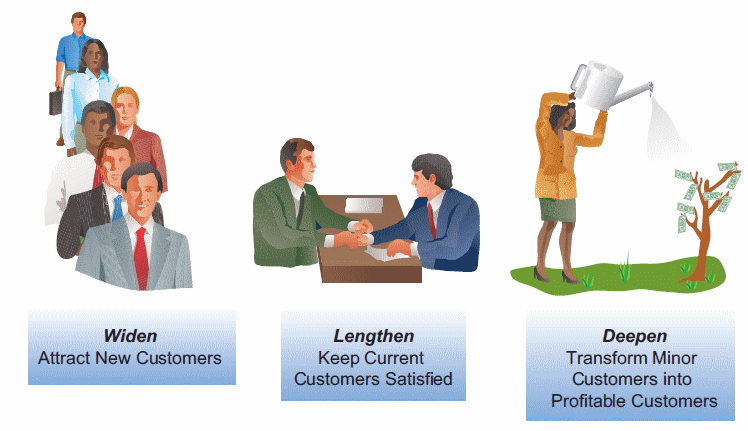 Widen
Attract New Customers
Lengthen
Keep Current
Customers Satisfied
Deepen
Transform Minor
Customers into
Profitable Customers